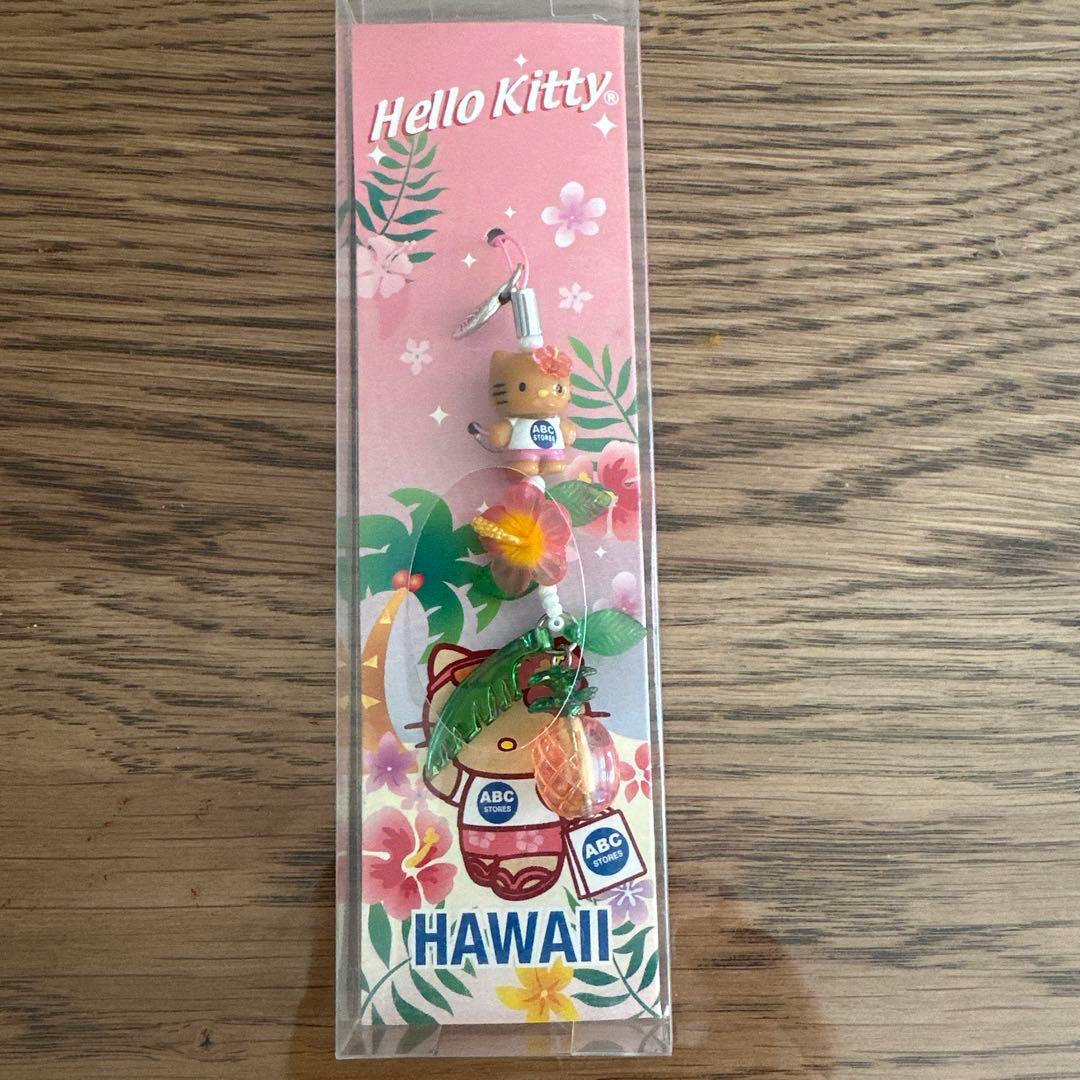 Hello Kitty®
ABC
STORES
ABC
STORES
ABC
STORES
HAWAII